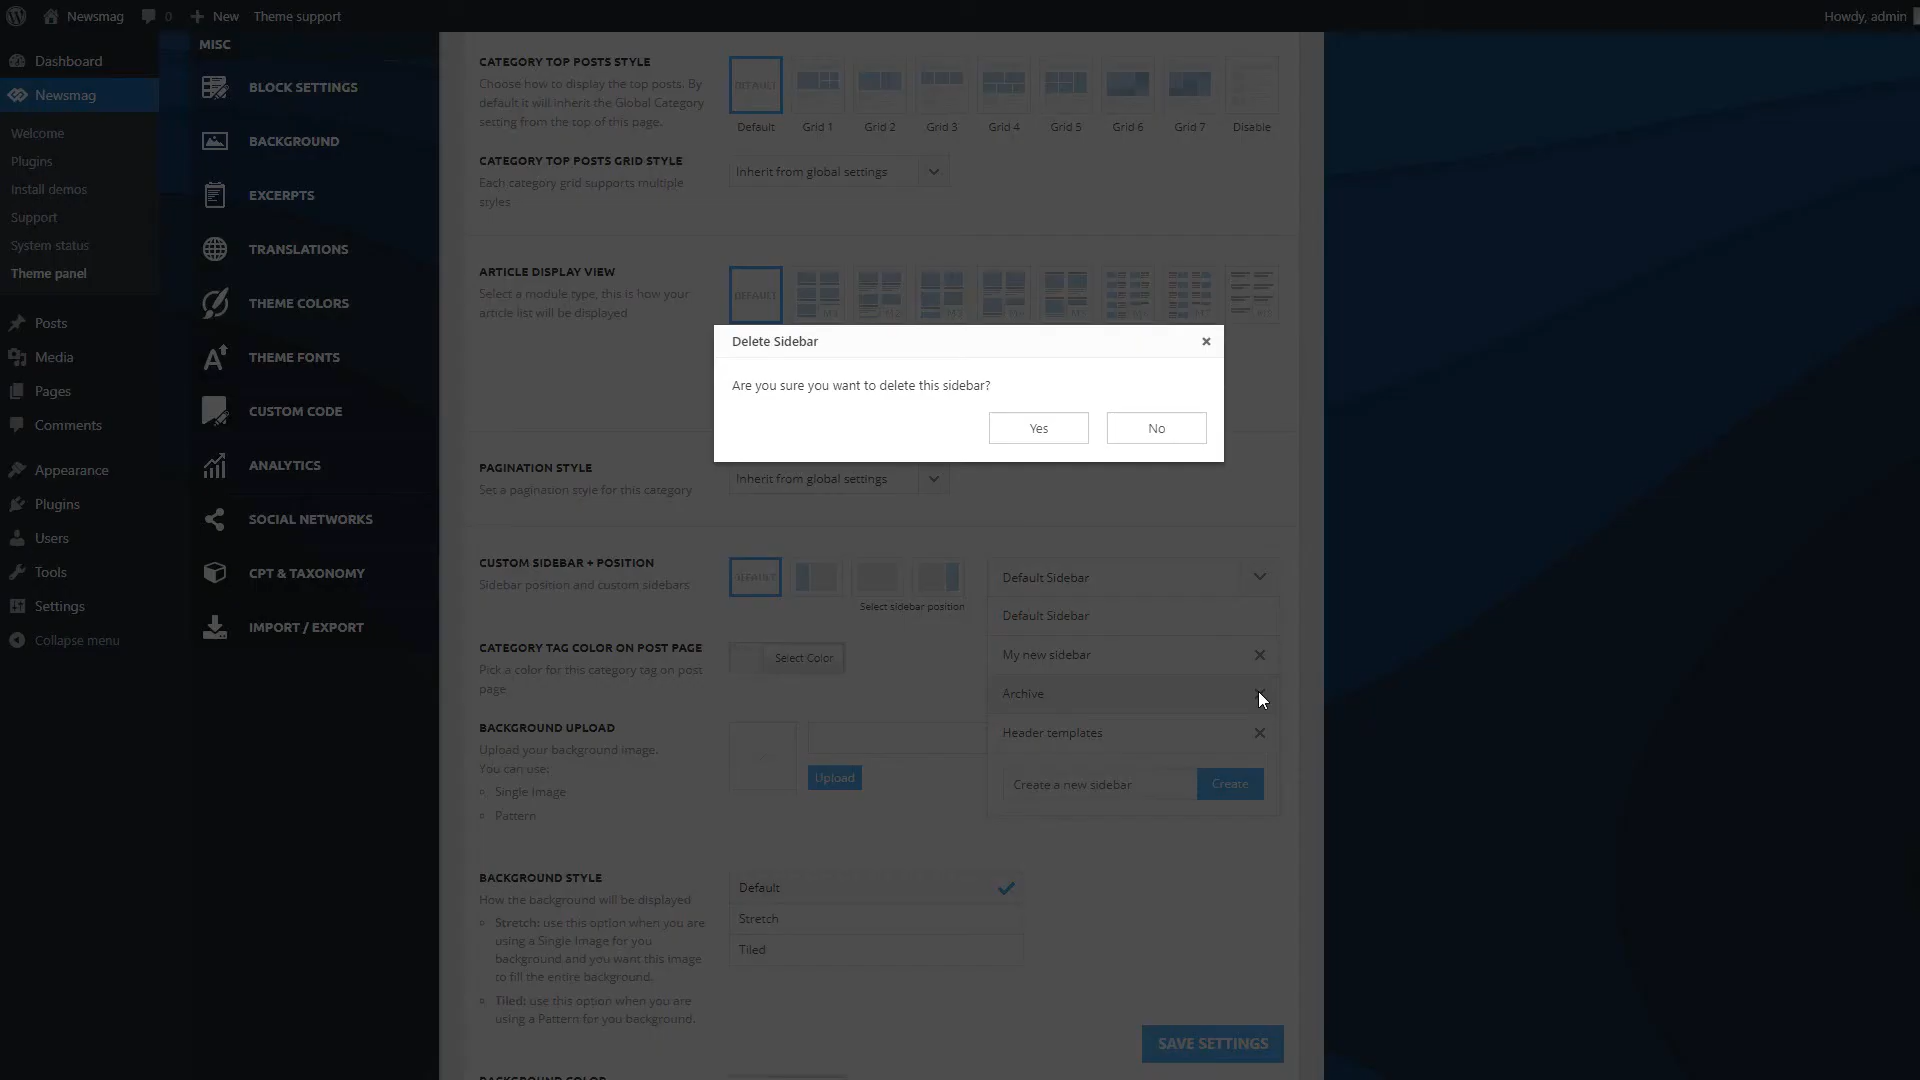 Newsmag
0
New
Theme support
Howdy, admin
Dashboard
Newsmag
Welcome
Plugins
Install demos
Support
System status
Theme panel
Posts
Media
Pages
Comments
Appearance
Plugins
Users
Tools
Settings
Collapse menu
MISC
BLOCK SETTINGS
BACKGROUND
EXCERPTS
TRANSLATIONS
THEME COLORS
THEME FONTS
CUSTOM CODE
ANALYTICS
SOCIAL NETWORKS
CPT & TAXONOMY
IMPORT / EXPORT
CATEGORY TOP POSTS STYLE
Choose how to display the top posts. By
default it will inherit the Global Category
setting from the top of this page.
DEFAULT
Default
Grid 1
Grid 2
Grid 3
Grid 4
Grid 5
Grid 6
Grid 7
Disable
CATEGORY TOP POSTS GRID STYLE
Each category grid supports multiple
styles
Inherit from global settings
ARTICLE DISPLAY VIEW
Select a module type, this is how your
article list will be displayed
DEFAULT
Delete Sidebar
Are you sure you want to delete this sidebar?
Yes
No
PAGINATION STYLE
Set a pagination style for this category
Inherit from global settings
CUSTOM SIDEBAR + POSITION
Sidebar position and custom sidebars
DEFAULT
Select sidebar position
Default Sidebar
Default Sidebar
My new sidebar
Archive
Header templates
Create a new sidebar
Create
CATEGORY TAG COLOR ON POST PAGE
Pick a color for this category tag on post
page
Select Color
BACKGROUND UPLOAD
Upload your background image.
You can use:
Single Image
Pattern
Upload
BACKGROUND STYLE
How the background will be displayed
Stretch: use this option when you are
using a Single Image for you
background and you want this image
to fill the entire background.
Tiled: use this option when you are
using a Pattern for you background.
Default
Stretch
Tiled
SAVE SETTINGS